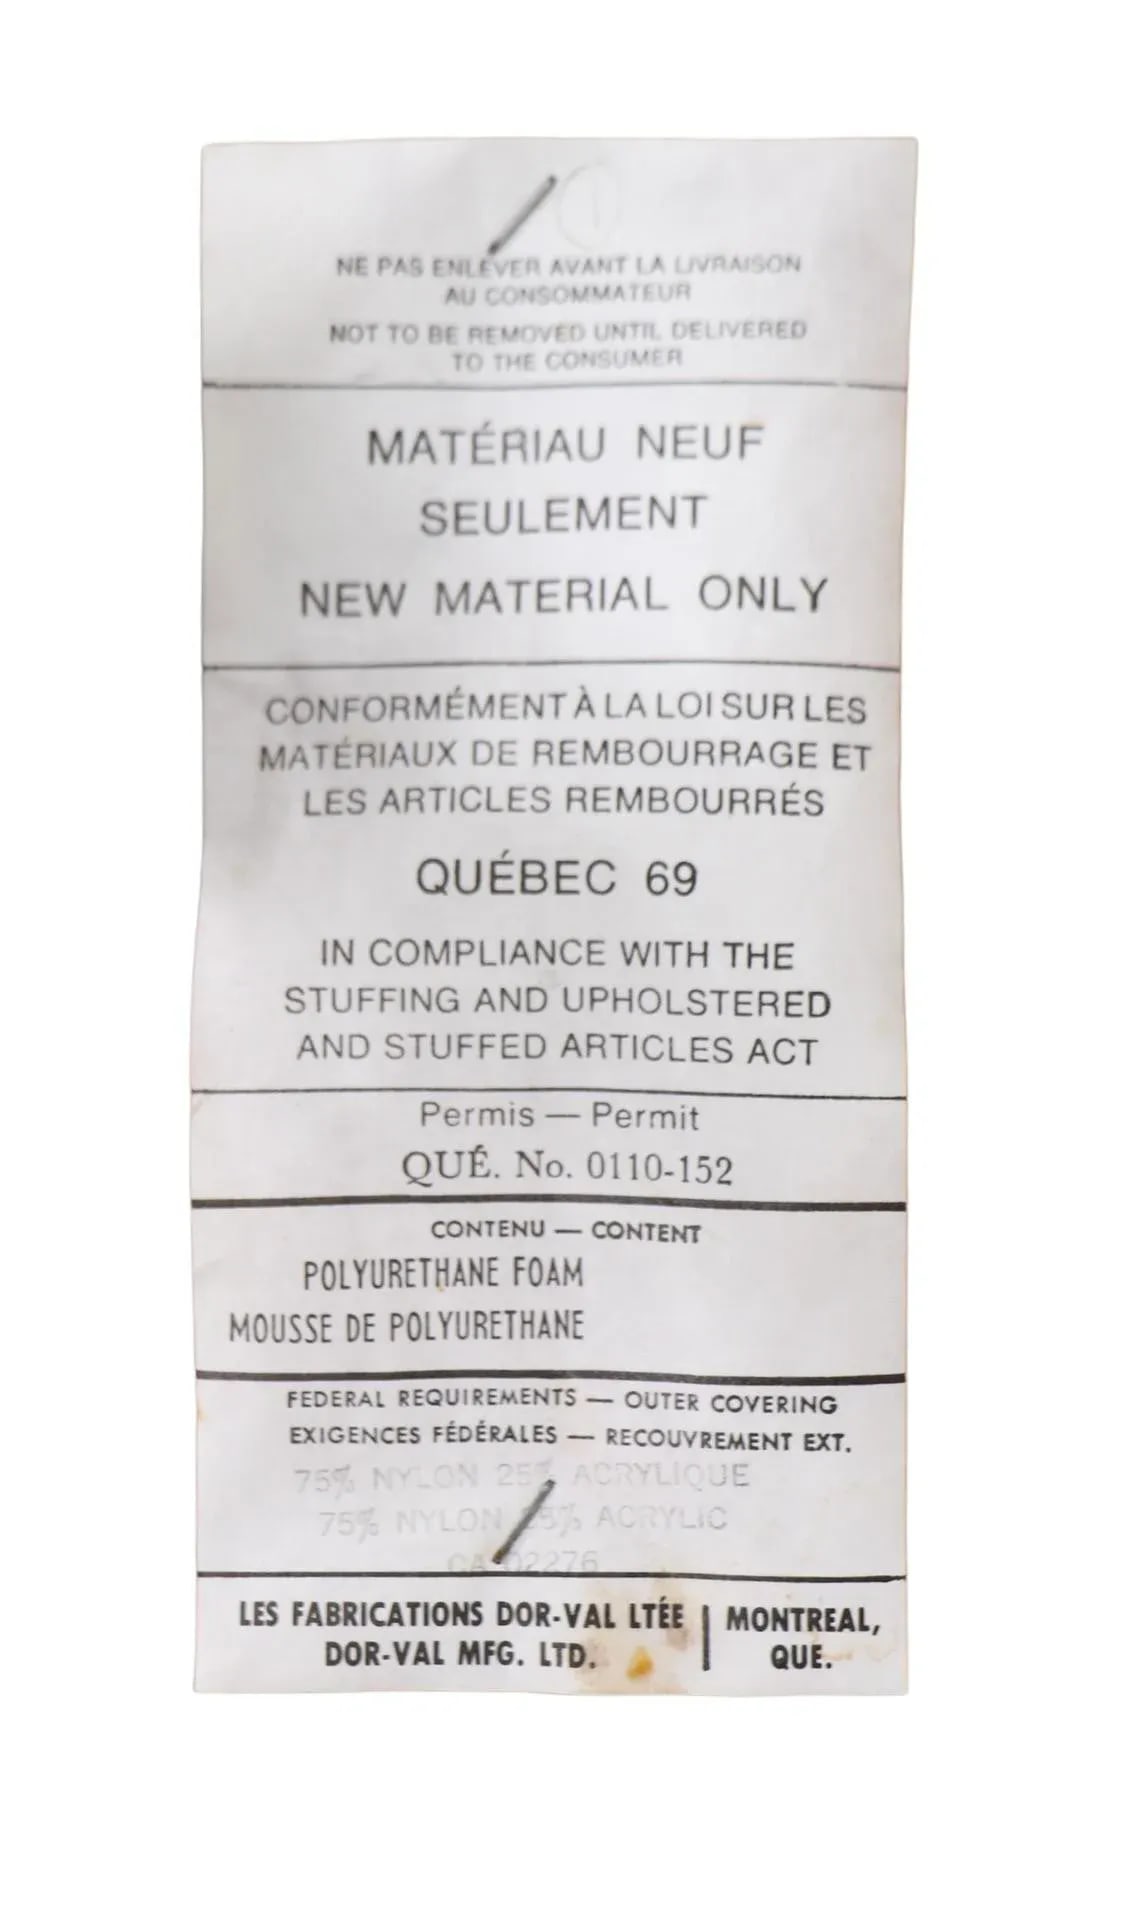 NE PAS ENLÉVER AVANT LA LIVRAISON
AU CONSOMMATEUR
NOT TO BE REMOVED UNTIL DELIVERED
TO THE CONSUMER
MATÉRIAU NEUF
SEULEMENT
NEW MATERIAL ONLY
CONFORMÉMENT À LA LOI SUR LES
MATÉRIAUX DE REMBOURRAGE ET
LES ARTICLES REMBOURRÉS
QUÉBEC 69
IN COMPLIANCE WITH THE
STUFFING AND UPHOLSTERED
AND STUFFED ARTICLES ACT
Permis — Permit
QUÉ. No. 0110-152
CONTENU — CONTENT
POLYURETHANE FOAM
MOUSSE DE POLYURETHANE
FEDERAL REQUIREMENTS — OUTER COVERING
EXIGENCES FÉDÉRALES — RECOUVREMENT EXT.
75% NYLON 25% ACRYLIQUE
75% NYLON 25% ACRYLIC
CA 02276
LES FABRICATIONS DOR-VAL LTÉE | MONTREAL,
DOR-VAL MFG. LTD. | QUE.